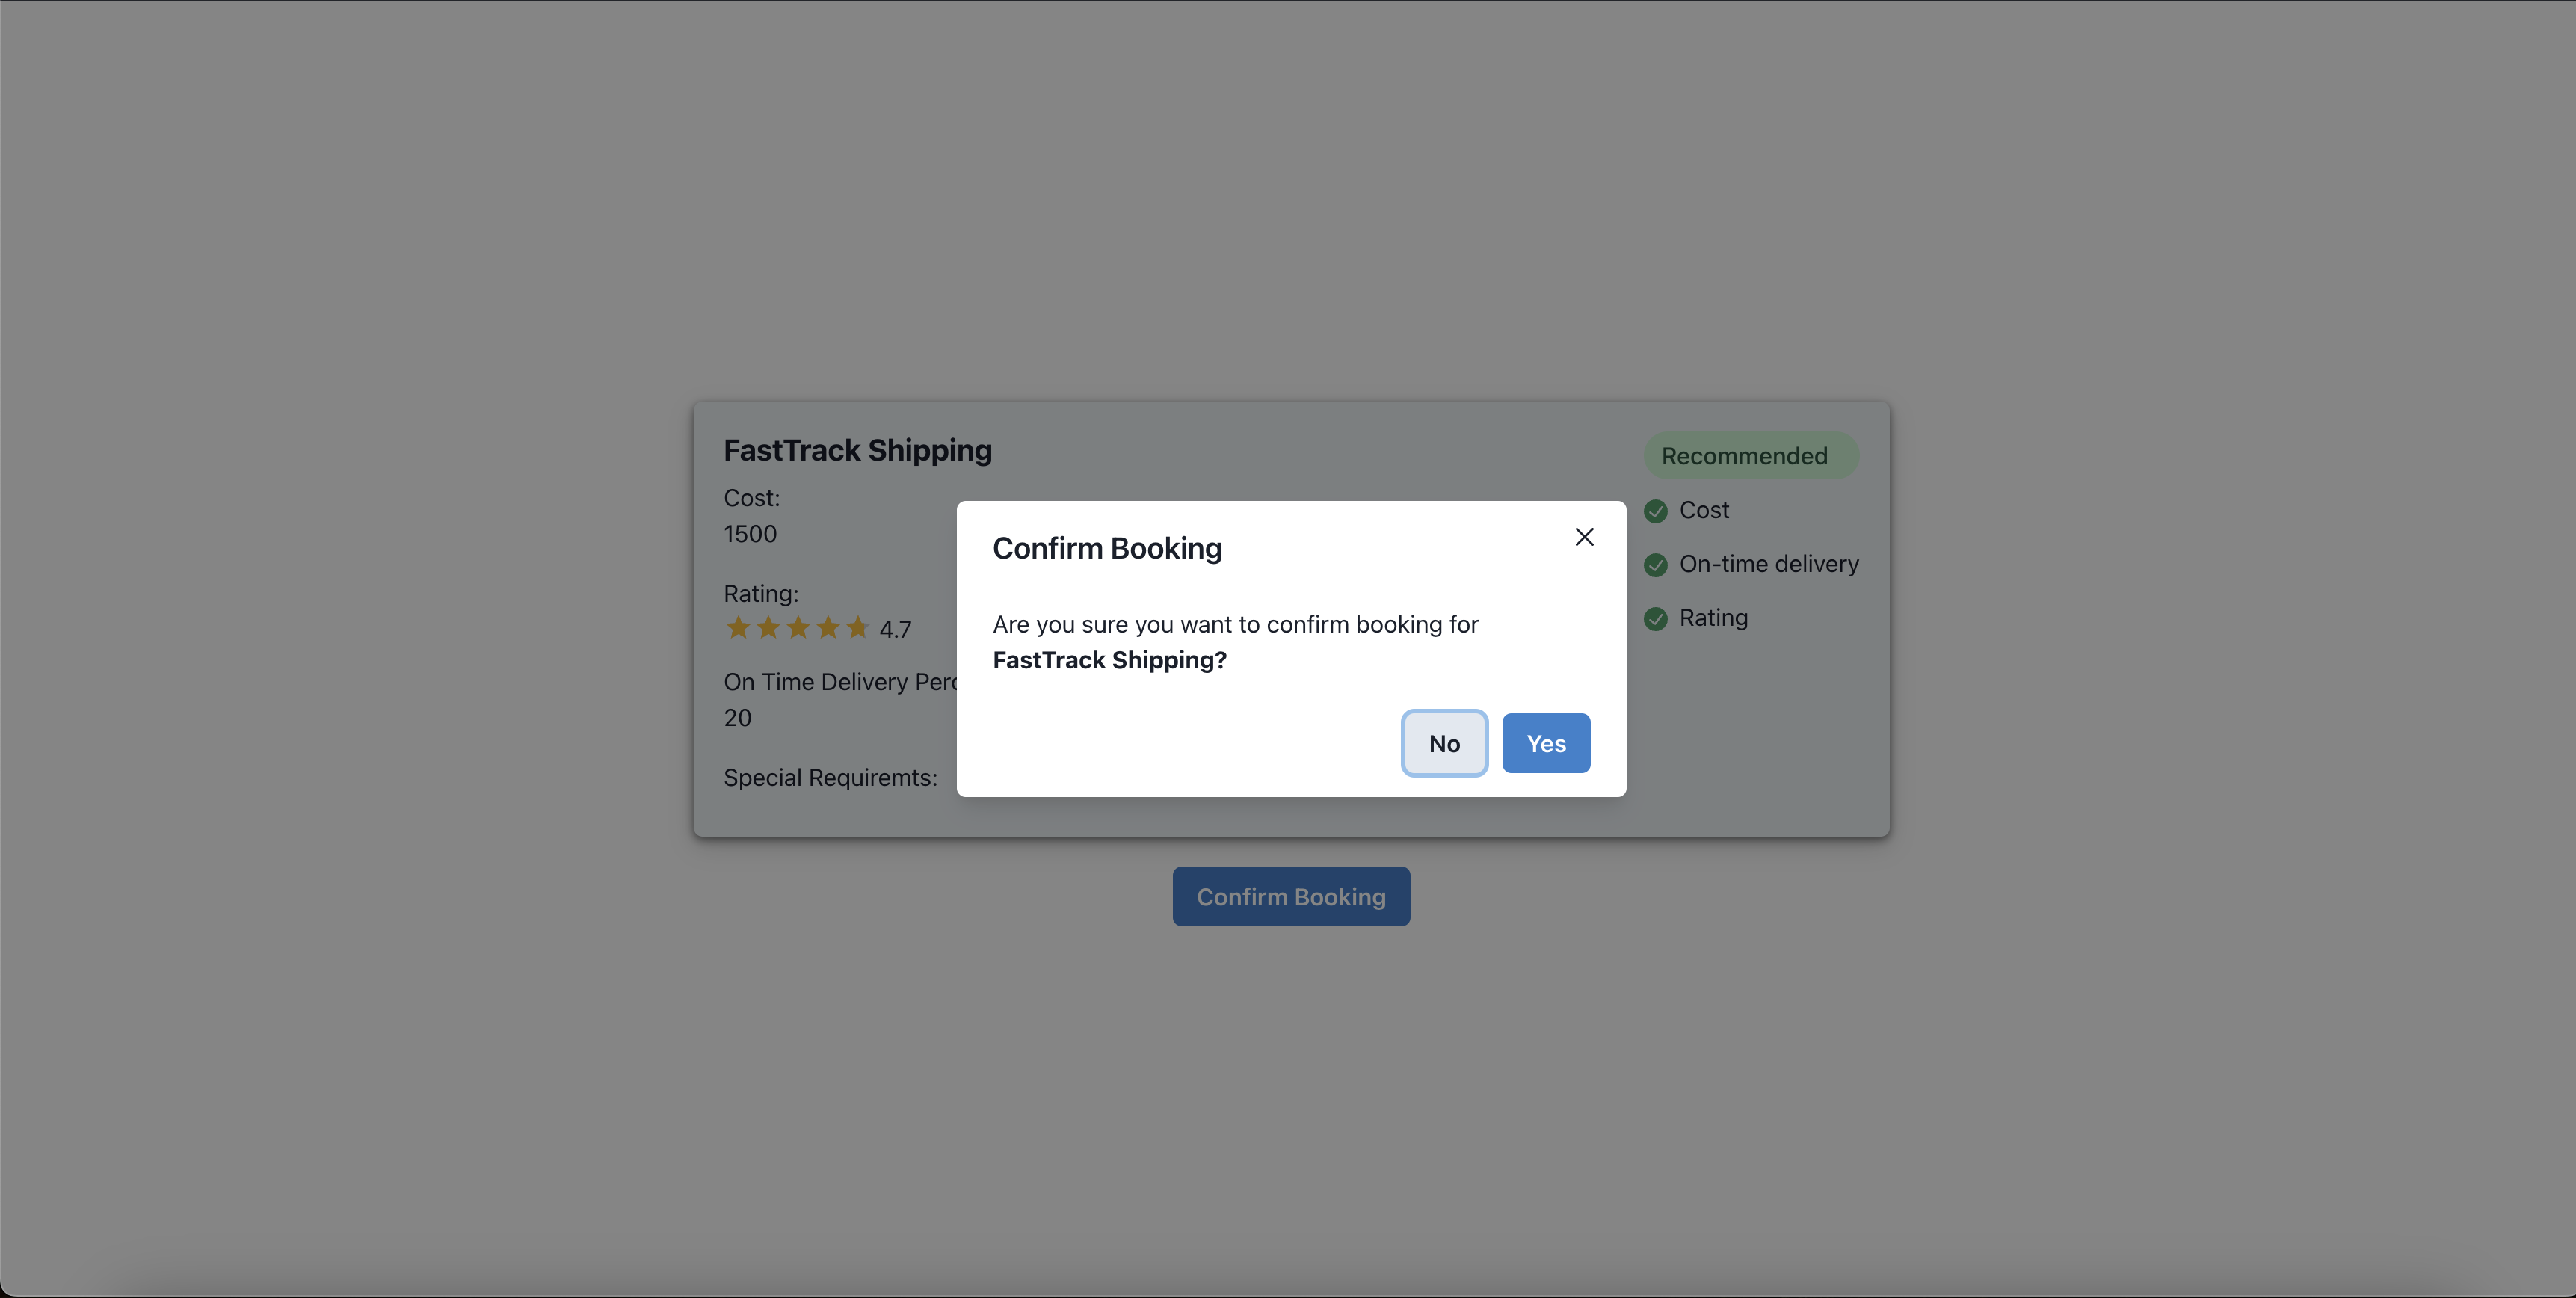 FastTrack Shipping
Recommended
Cost:
1500
Cost
On-time delivery
Rating
Rating:
4.7
On Time Delivery
20
Special Requiremts:
Confirm Booking
Are you sure you want to confirm booking for
FastTrack Shipping?
No
Yes
Confirm Booking